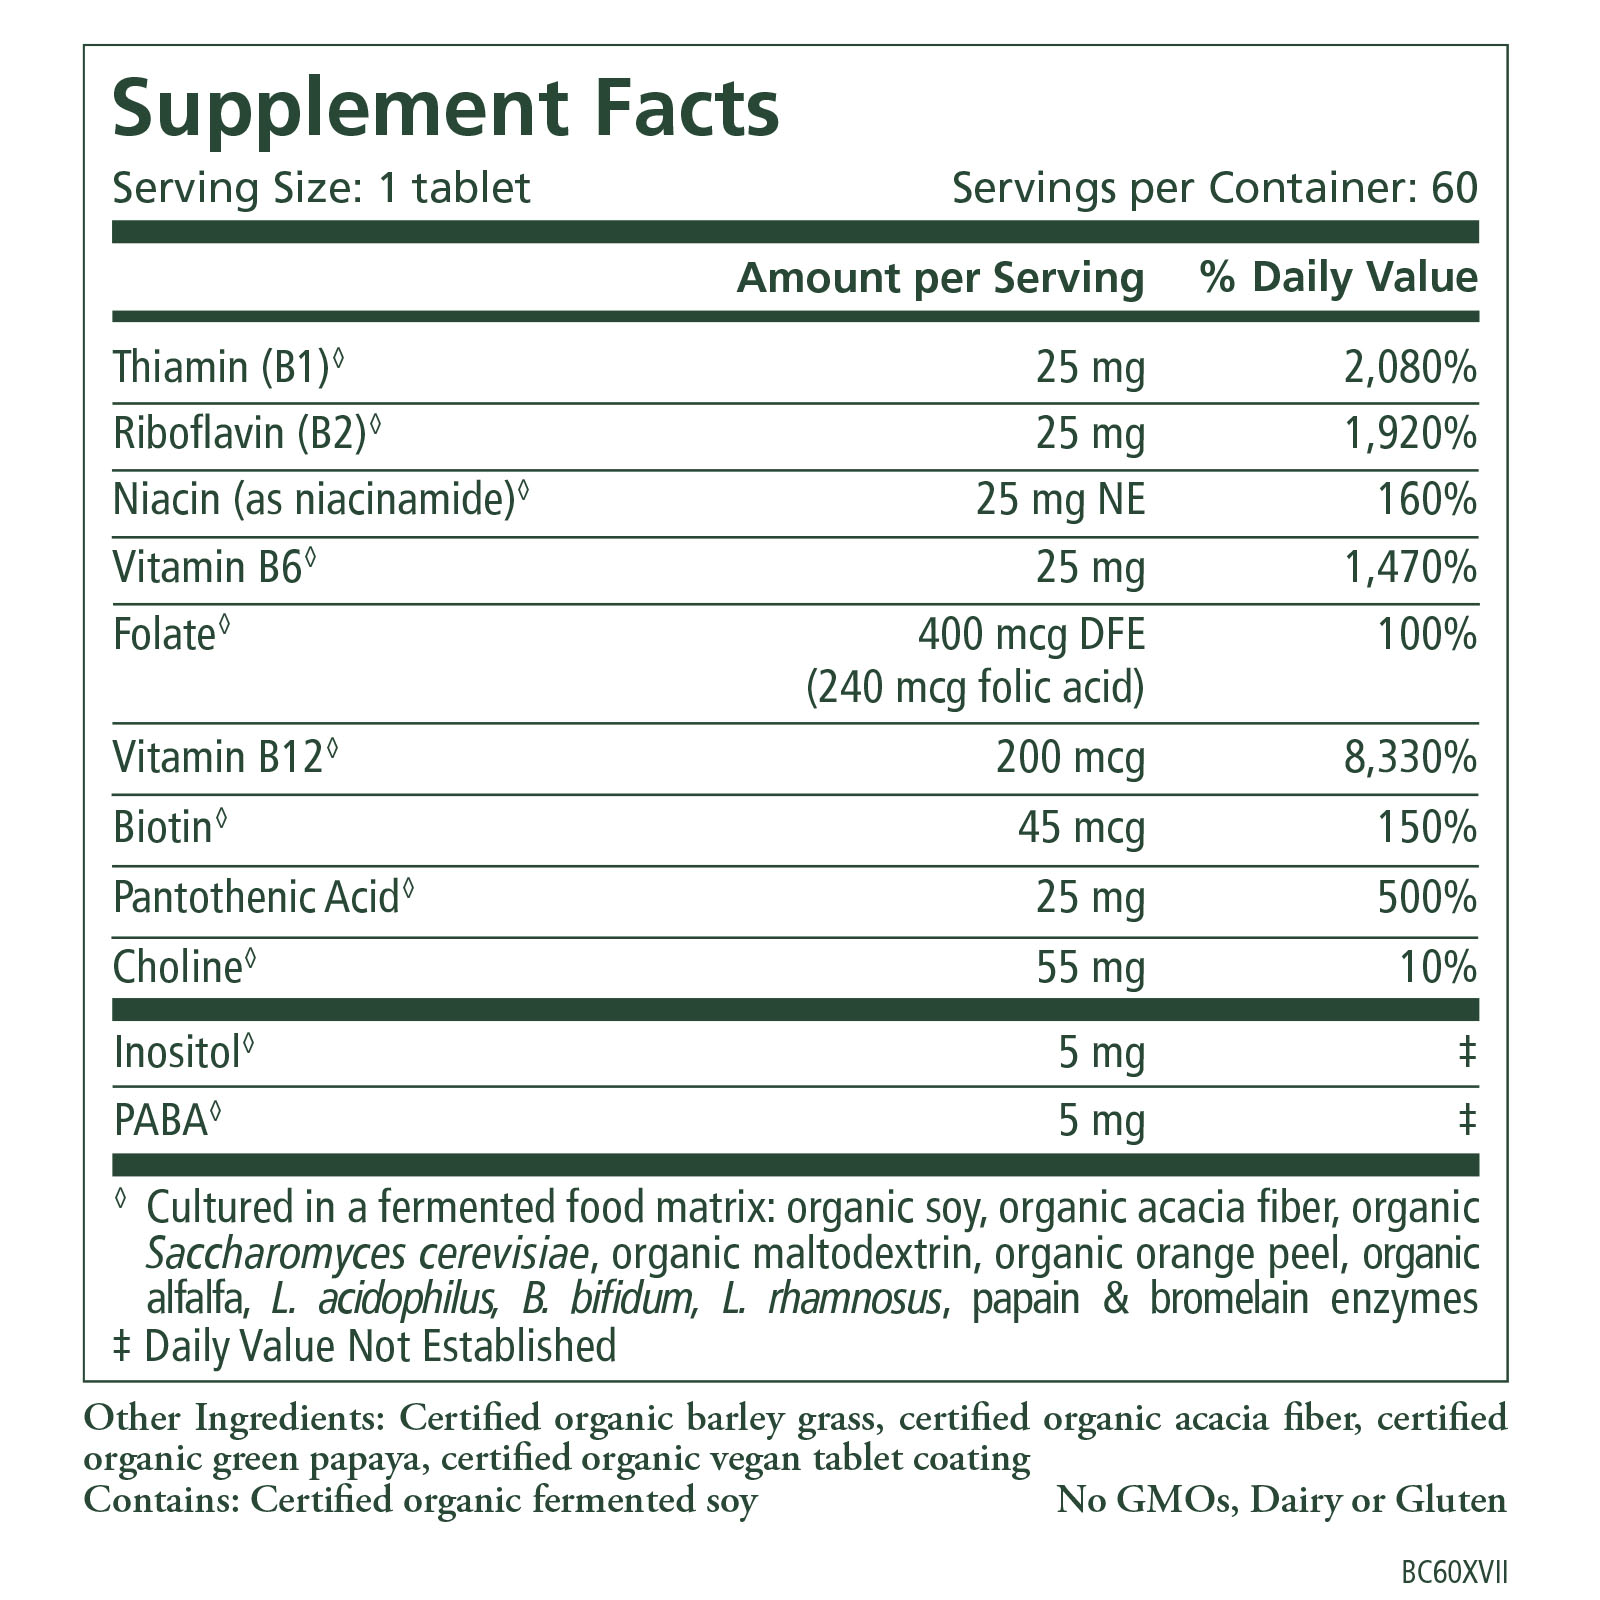 Supplement Facts
Serving Size: 1 tablet Servings per Container: 60
Amount per Serving % Daily Value
Thiamin (B1)◊ 25 mg 2,080%
Riboflavin (B2)◊ 25 mg 1,920%
Niacin (as niacinamide)◊ 25 mg NE 160%
Vitamin B6◊ 25 mg 1,470%
Folate◊ 400 mcg DFE 100%
(240 mcg folic acid)
Vitamin B12◊ 200 mcg 8,330%
Biotin◊ 45 mcg 150%
Pantothenic Acid◊ 25 mg 500%
Choline◊ 55 mg 10%
Inositol◊ 5 mg ‡
PABA◊ 5 mg ‡
◊ Cultured in a fermented food matrix: organic soy, organic acacia fiber, organic
Saccharomyces cerevisiae, organic maltodextrin, organic orange peel, organic
alfalfa, L. acidophilus, B. bifidum, L. rhamnosus, papain & bromelain enzymes
‡ Daily Value Not Established
Other Ingredients: Certified organic barley grass, certified organic acacia fiber, certified
organic green papaya, certified organic vegan tablet coating
Contains: Certified organic fermented soy No GMOs, Dairy or Gluten
BC60XVII